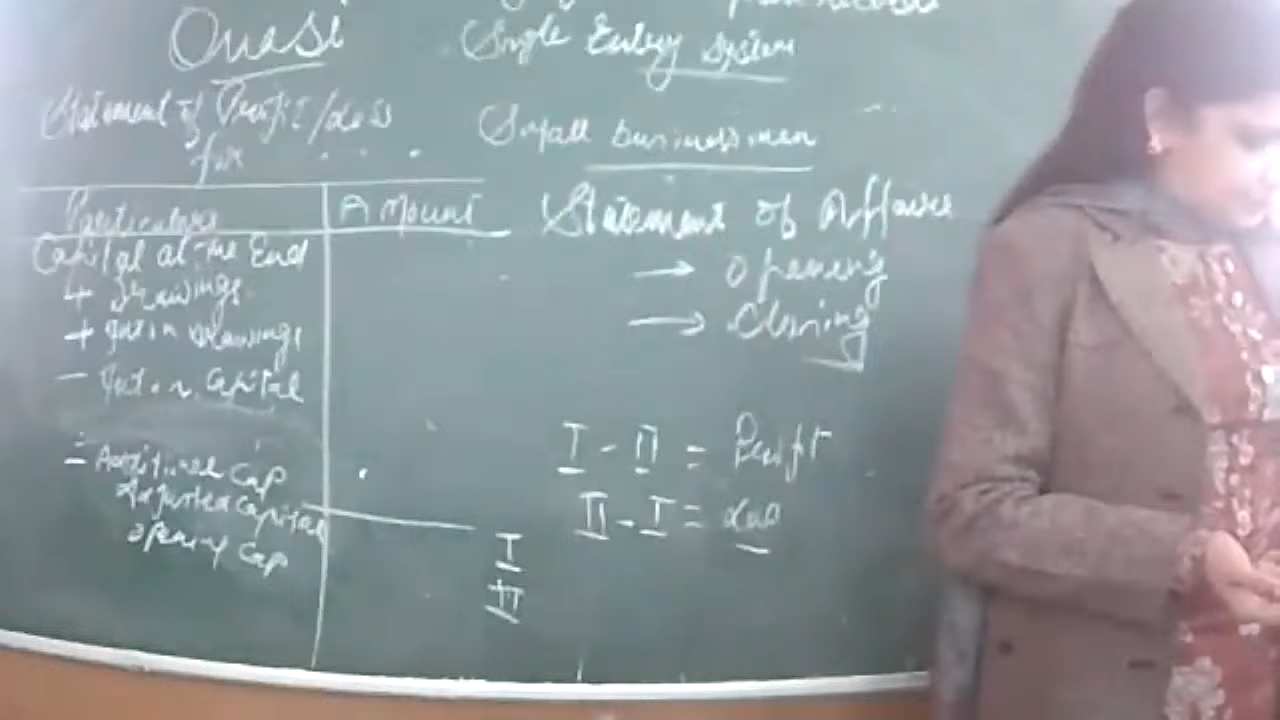 Quasi
Statement of Profit/Loss
for . . .
Particulars Amount
Capital at the End
+ Drawings
+ Int. on Drawings
- Int. on Capital
- Additional Cap
Adjusted Capital
opening Cap
I
II
Single Entry System
Small businessmen
Statement of Affairs
→ Opening
→ Closing
I - II = Profit
II - I = Loss